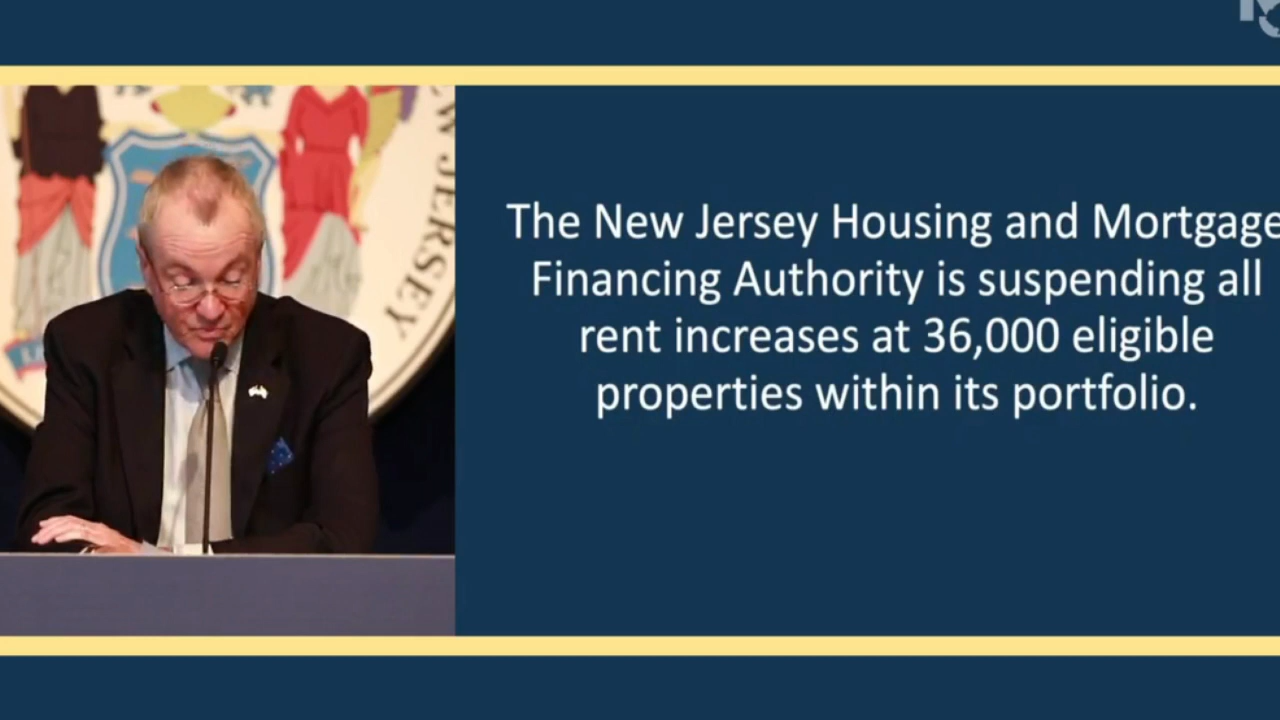 The New Jersey Housing and Mortgage
Financing Authority is suspending all
rent increases at 36,000 eligible
properties within its portfolio.
JERSEY